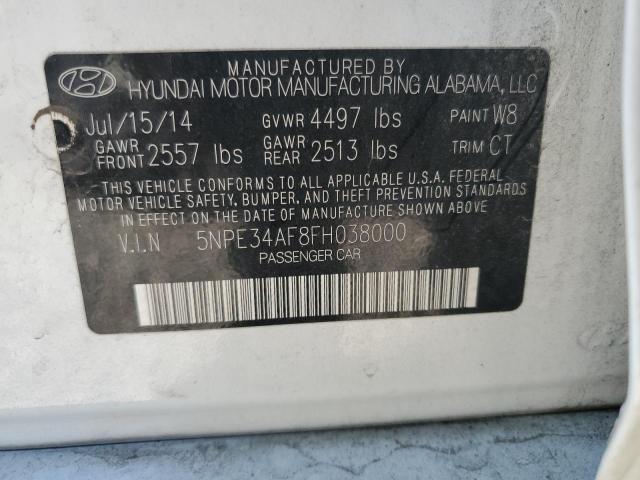 MANUFACTURED BY
HYUNDAI MOTOR MANUFACTURING ALABAMA, LLC
Jul/15/14 GVWR 4497 lbs PAINT W8
GAWR FRONT 2557 lbs GAWR REAR 2513 lbs TRIM CT
THIS VEHICLE CONFORMS TO ALL APPLICABLE U.S.A. FEDERAL
MOTOR VEHICLE SAFETY, BUMPER, AND THEFT PREVENTION STANDARDS
IN EFFECT ON THE DATE OF MANUFACTURE SHOWN ABOVE.
V.I.N 5NPE34AF8FH038000
PASSENGER CAR